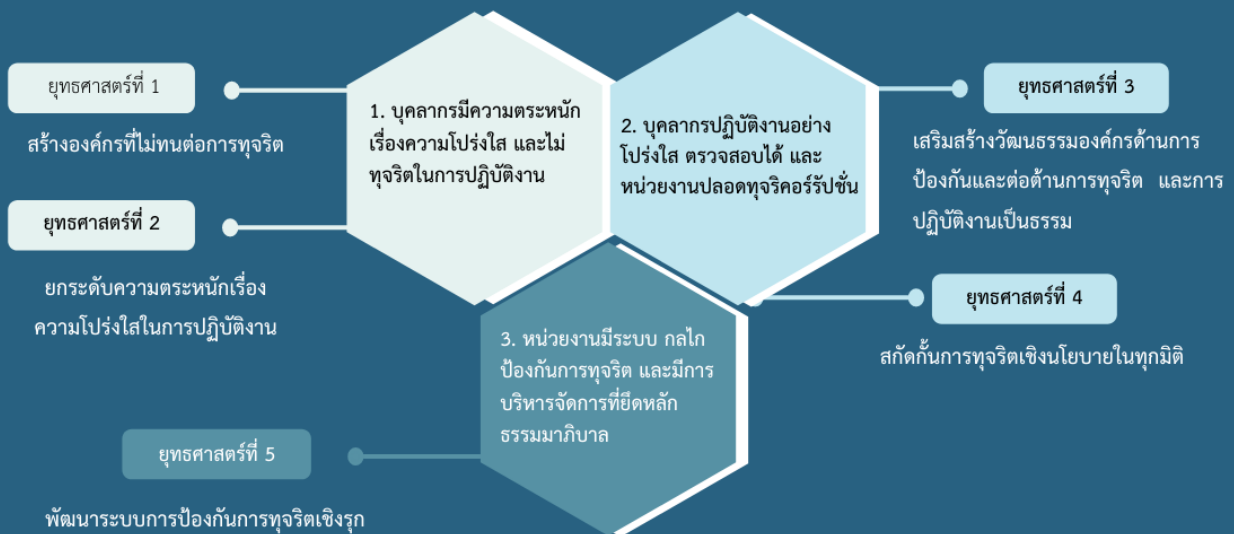 ยุทธศาสตร์ที่ 1
สร้างองค์กรที่ไม่ทนต่อการทุจริต
ยุทธศาสตร์ที่ 2
ยกระดับความตระหนักเรื่อง
ความโปร่งใสในการปฏิบัติงาน
1. บุคลากรมีความตระหนัก
เรื่องความโปร่งใส และไม่
ทุจริตในการปฏิบัติงาน
2. บุคลากรปฏิบัติงานอย่าง
โปร่งใส ตรวจสอบได้ และ
หน่วยงานปลอดทุจริคอร์รัปชั่น
ยุทธศาสตร์ที่ 3
เสริมสร้างวัฒนธรรมองค์กรด้านการ
ป้องกันและต่อต้านการทุจริต และการ
ปฏิบัติงานเป็นธรรม
ยุทธศาสตร์ที่ 4
สกัดกั้นการทุจริตเชิงนโยบายในทุกมิติ
3. หน่วยงานมีระบบ กลไก
ป้องกันการทุจริต และมีการ
บริหารจัดการที่ยึดหลัก
ธรรมมาภิบาล
ยุทธศาสตร์ที่ 5
พัฒนาระบบการป้องกันการทุจริตเชิงรุก